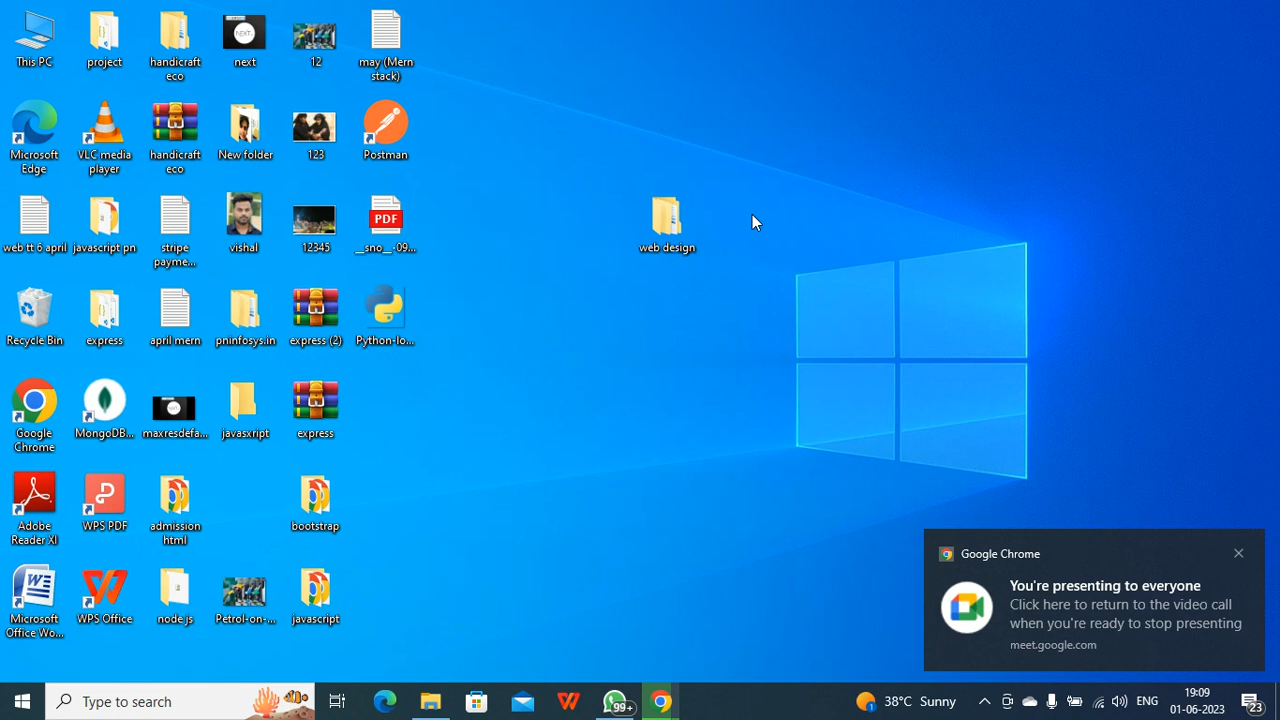 This PC
project
handicraft
eco
next
12
may (Mern
stack)
Microsoft
Edge
VLC media
player
handicraft
eco
New folder
123
Postman
web tt 6 april
javascript pn
stripe
payme...
vishal
12345
PDF
__sno__-09...
web design
Recycle Bin
express
april mern
pninfosys.in
express (2)
Python-lo...
Google
Chrome
MongoDB...
NEXT
maxresdefa...
javasxript
express
Adobe
Reader XI
WPS PDF
admission
html
bootstrap
Microsoft
Office Wo...
WPS Office
node js
Petrol-on-...
javascript
Google Chrome
You're presenting to everyone
Click here to return to the video call
when you're ready to stop presenting
meet.google.com
Type to search
99+
1
38°C Sunny
ENG
19:09
01-06-2023
23